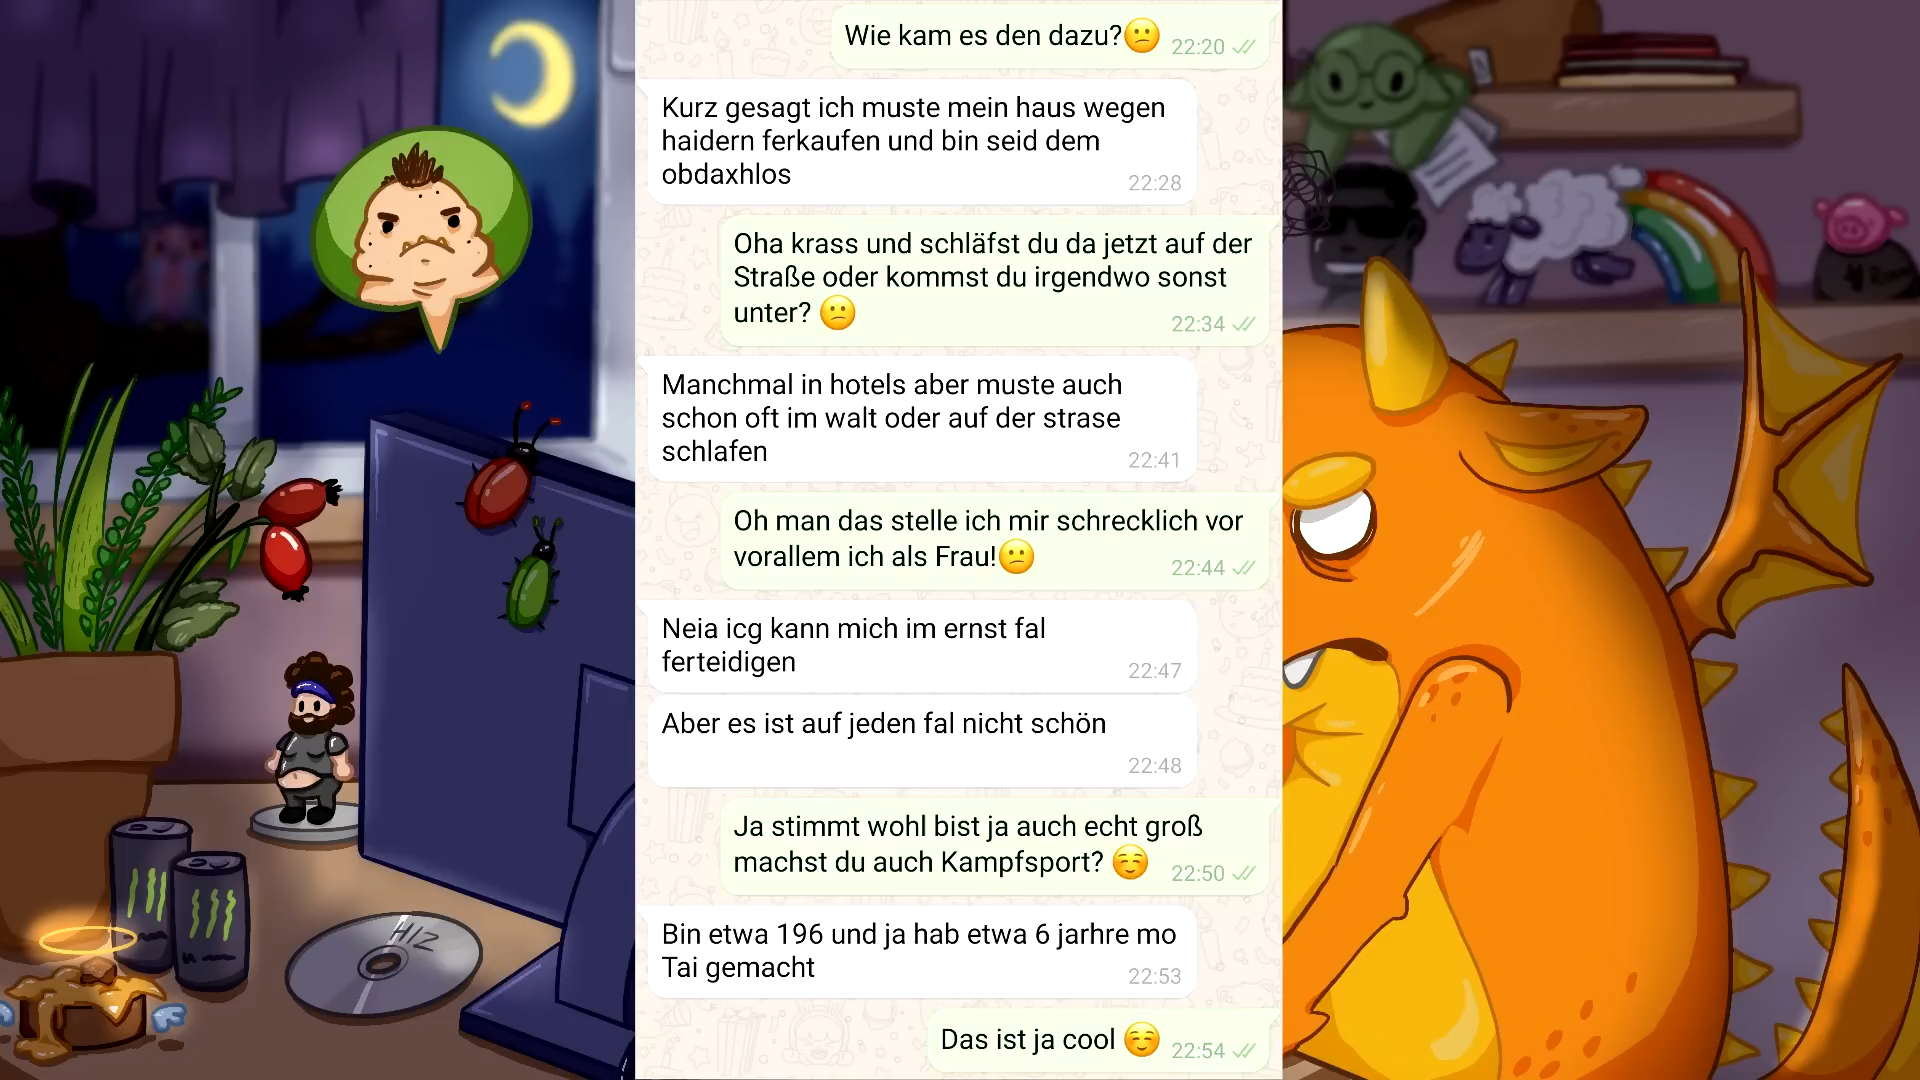 Wie kam es den dazu?😕 22:20
Kurz gesagt ich muste mein haus wegen
haidern ferkaufen und bin seid dem
obdaxhlos 22:28
Oha krass und schläfst du da jetzt auf der
Straße oder kommst du irgendwo sonst
unter? 😕 22:34
Manchmal in hotels aber muste auch
schon oft im walt oder auf der strase
schlafen 22:41
Oh man das stelle ich mir schrecklich vor
vorallem ich als Frau!😕 22:44
Neia icg kann mich im ernst fal
ferteidigen 22:47
Aber es ist auf jeden fal nicht schön
22:48
Ja stimmt wohl bist ja auch echt groß
machst du auch Kampfsport? ☺️ 22:50
Bin etwa 196 und ja hab etwa 6 jarhre mo
Tai gemacht 22:53
Das ist ja cool ☺️ 22:54